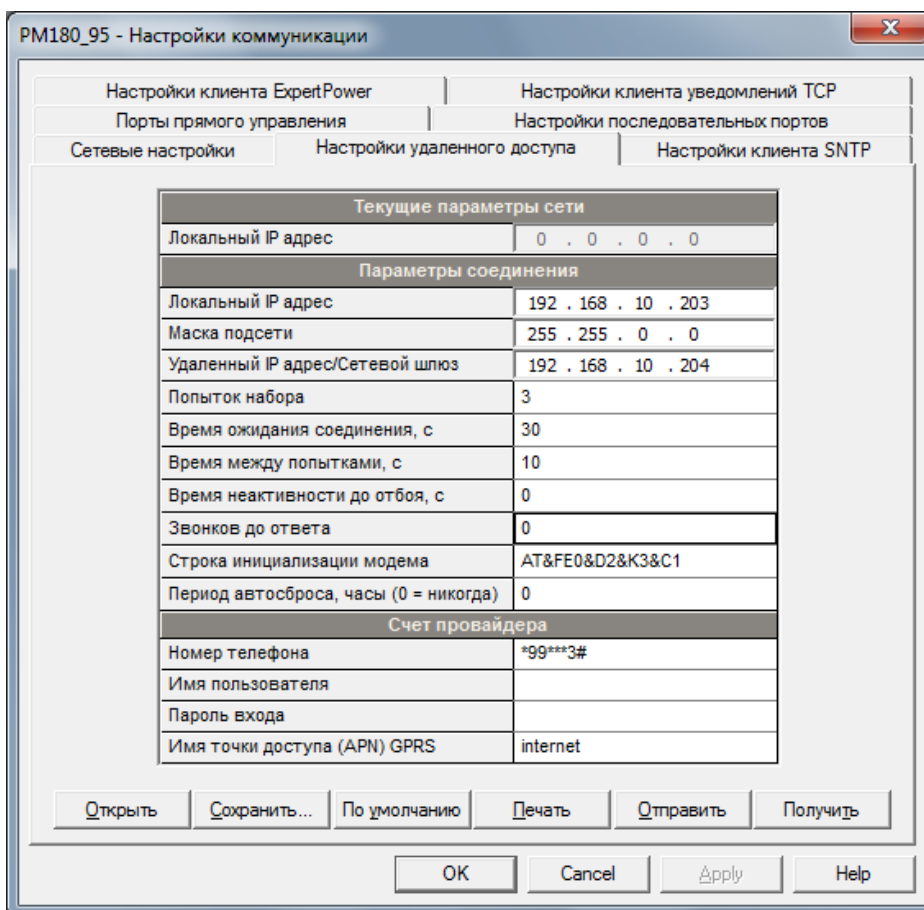 PM180_95 - Настройки коммуникации
Настройки клиента ExpertPower Настройки клиента уведомлений TCP
Порты прямого управления Настройки последовательных портов
Сетевые настройки Настройки удаленного доступа Настройки клиента SNTP
Текущие параметры сети
Локальный IP адрес 0 . 0 . 0 . 0
Параметры соединения
Локальный IP адрес 192 . 168 . 10 . 203
Маска подсети 255 . 255 . 0 . 0
Удаленный IP адрес/Сетевой шлюз 192 . 168 . 10 . 204
Попыток набора 3
Время ожидания соединения, с 30
Время между попытками, с 10
Время неактивности до отбоя, с 0
Звонков до ответа 0
Строка инициализации модема AT&FE0&D2&K3&C1
Период автосброса, часы (0 = никогда) 0
Счет провайдера
Номер телефона *99***3#
Имя пользователя
Пароль входа
Имя точки доступа (APN) GPRS internet
Открыть Сохранить... По умолчанию Печать Отправить Получить
OK Cancel Apply Help